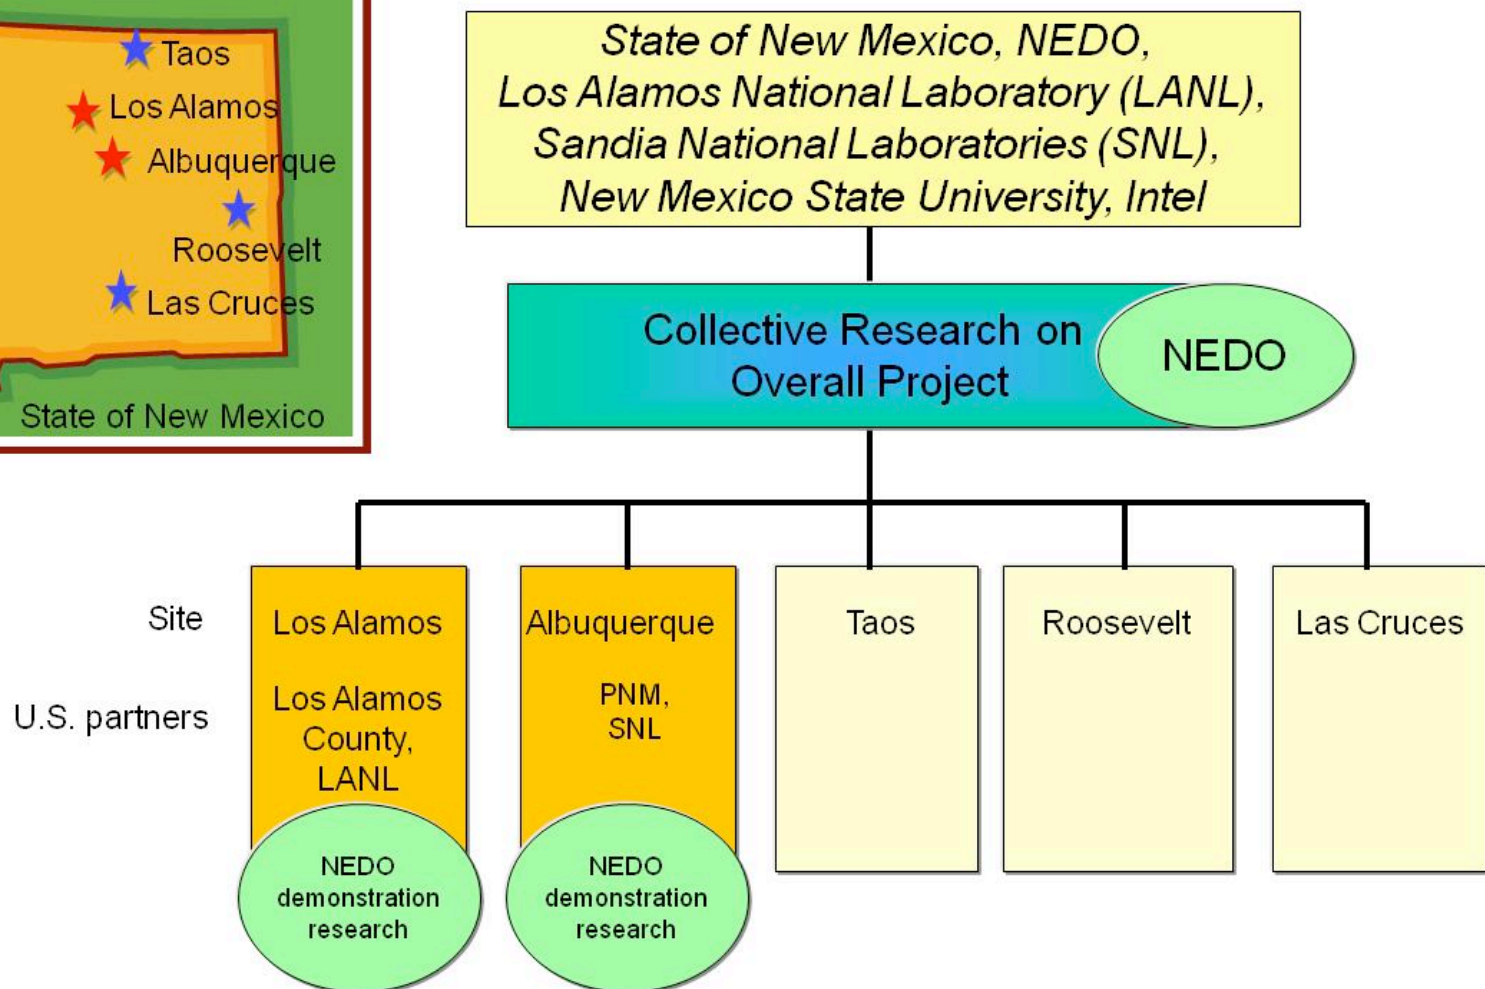 Taos
Los Alamos
Albuquerque
Roosevelt
Las Cruces
State of New Mexico
State of New Mexico, NEDO,
Los Alamos National Laboratory (LANL),
Sandia National Laboratories (SNL),
New Mexico State University, Intel
Collective Research on
Overall Project
NEDO
Site
Los Alamos
Albuquerque
Taos
Roosevelt
Las Cruces
U.S. partners
Los Alamos
County,
LANL
PNM,
SNL
NEDO
demonstration
research
NEDO
demonstration
research